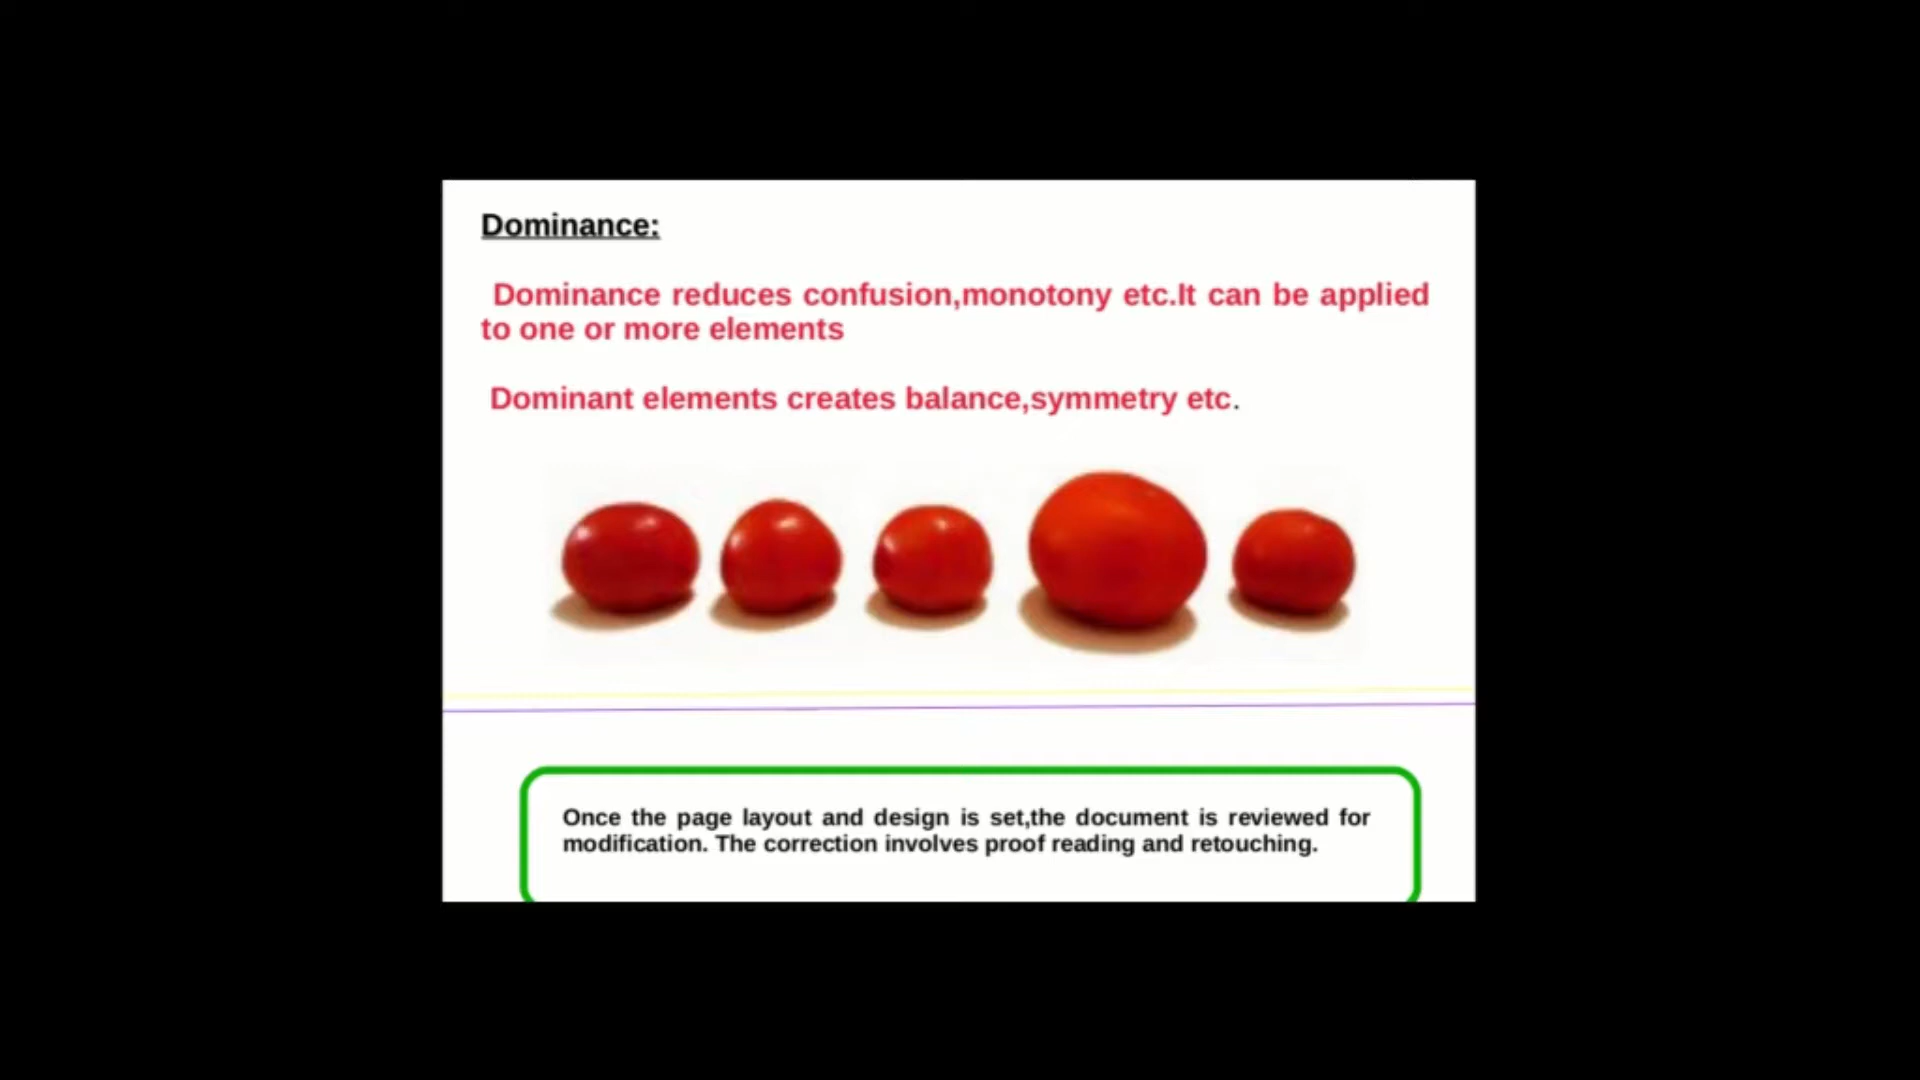 Dominance:
Dominance reduces confusion,monotony etc.It can be applied
to one or more elements
Dominant elements creates balance,symmetry etc.
Once the page layout and design is set,the document is reviewed for
modification. The correction involves proof reading and retouching.